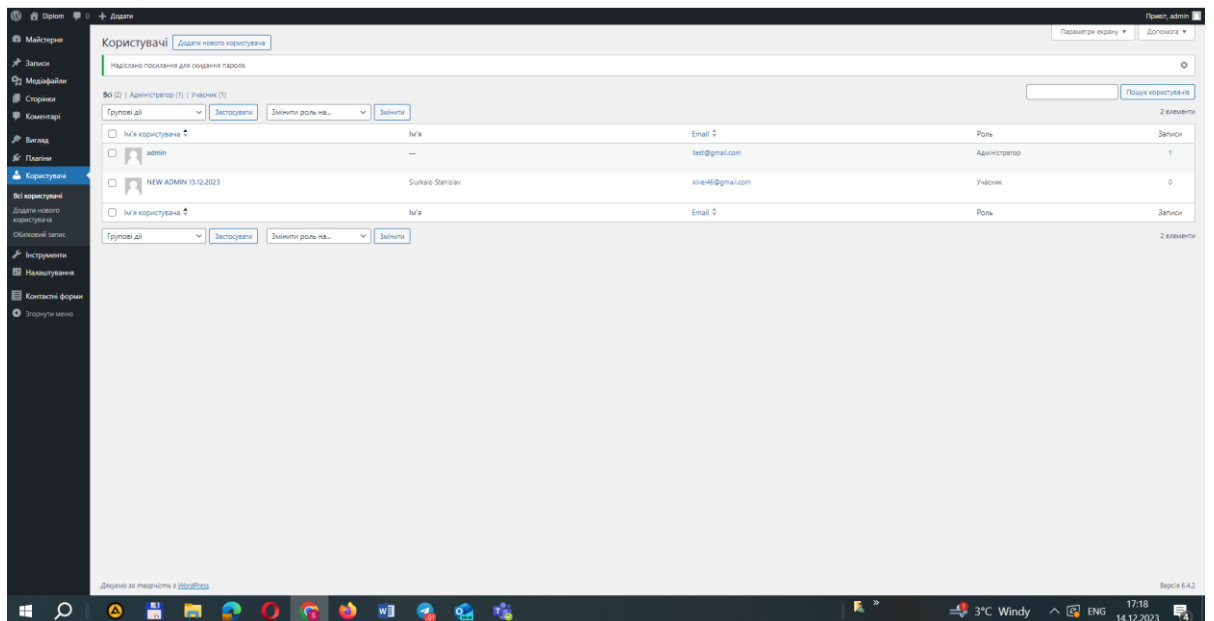 Diplom 0 + Додати Привіт, admin
Майстерня
Записи
Медіафайли
Сторінки
Коментарі
Вигляд
Плагіни
Користувачі
Всі користувачі
Додати нового
користувача
Обліковий запис
Інструменти
Налаштування
Контактні форми
Згорнути меню
Параметри екрану Допомога
Користувачі Додати нового користувача
Надіслано посилання для скидання пароля.
Всі (2) | Адміністратор (1) | Учасник (1)
Пошук користувачів
Групові дії Застосувати Змінити роль на... Змінити 2 елементи
Ім'я користувача Ім'я Email Роль Записи
admin — test@gmail.com Адміністратор 1
NEW ADMIN 13.12.2023 Siurkalo Stanislav kivei46@gmail.com Учасник 0
Ім'я користувача Ім'я Email Роль Записи
Групові дії Застосувати Змінити роль на... Змінити 2 елементи
Дякуємо за творчість з WordPress. Версія 6.4.2
3°C Windy ENG 17:18
14.12.2023